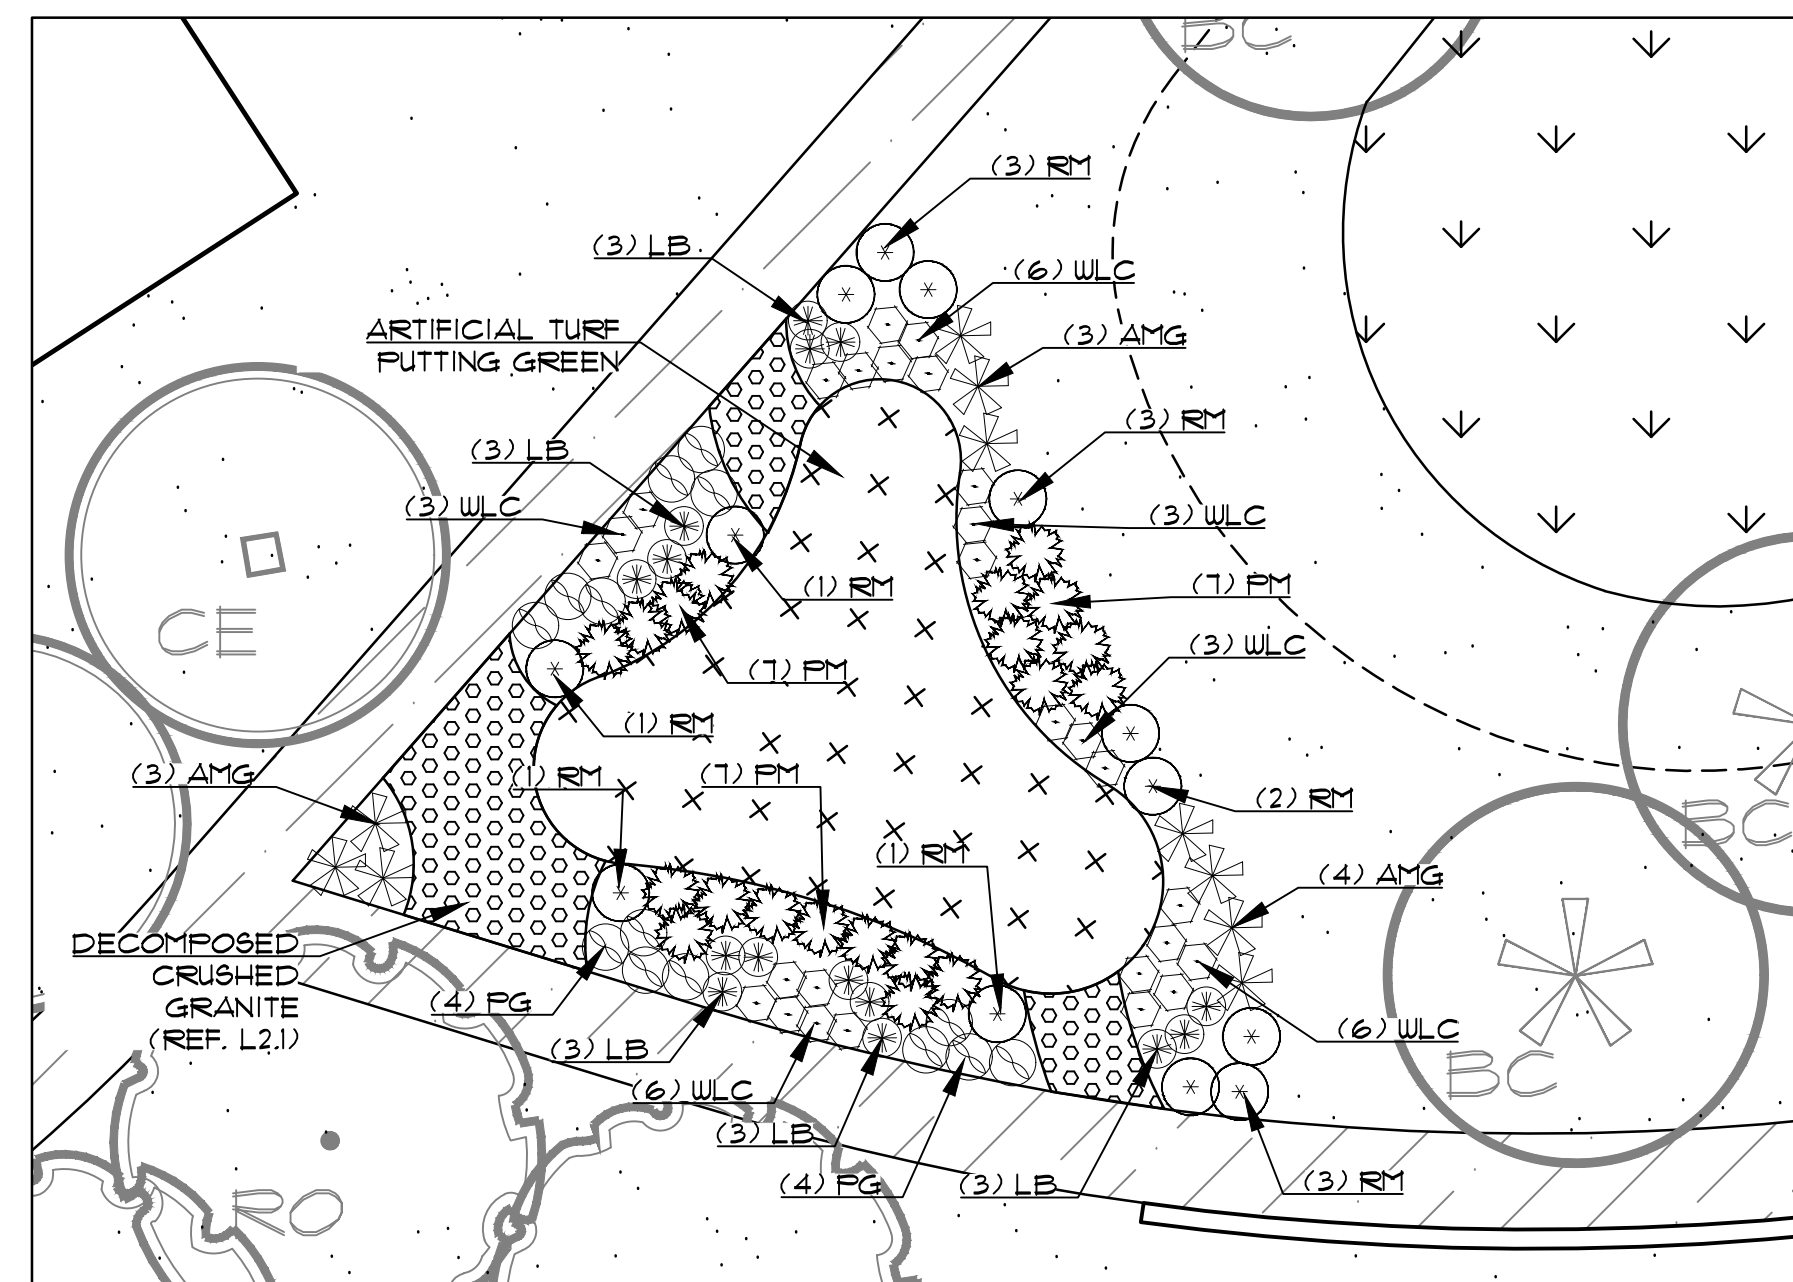 BC
(3) RM
(3) LB
(6) WLC
ARTIFICIAL TURF
PUTTING GREEN
(3) AMG
(3) RM
(3) LB
(3) WLC
(3) WLC
(1) RM
(7) PM
CE
(3) WLC
(7) PM
(1) RM
(3) AMG
(1) RM
(7) PM
(2) RM
BC
(1) RM
(4) AMG
DECOMPOSED
CRUSHED
GRANITE
(REF. L2.1)
(4) PG
(6) WLC
(3) LB
BC
(6) WLC
(3) LB
(4) PG
(3) LB
(3) RM
RO